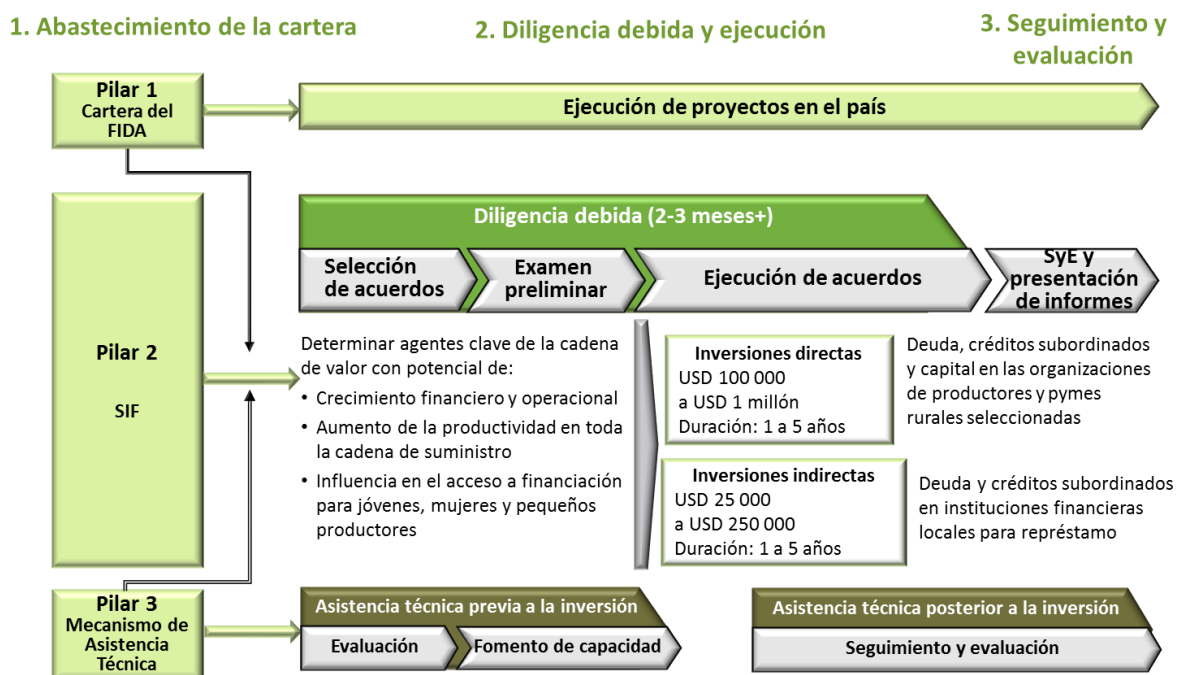 1. Abastecimiento de la cartera
2. Diligencia debida y ejecución
3. Seguimiento y
evaluación
Pilar 1
Cartera del
FIDA
Ejecución de proyectos en el país
Pilar 2
SIF
Diligencia debida (2-3 meses+)
Selección
de acuerdos
Examen
preliminar
Ejecución de acuerdos
SyE y
presentación
de informes
Determinar agentes clave de la cadena
de valor con potencial de:
• Crecimiento financiero y operacional
• Aumento de la productividad en toda
la cadena de suministro
• Influencia en el acceso a financiación
para jóvenes, mujeres y pequeños
productores
Inversiones directas
USD 100 000
a USD 1 millón
Duración: 1 a 5 años
Deuda, créditos subordinados
y capital en las organizaciones
de productores y pymes
rurales seleccionadas
Inversiones indirectas
USD 25 000
a USD 250 000
Duración: 1 a 5 años
Deuda y créditos subordinados
en instituciones financieras
locales para représtamo
Pilar 3
Mecanismo de
Asistencia
Técnica
Asistencia técnica previa a la inversión
Evaluación
Fomento de capacidad
Asistencia técnica posterior a la inversión
Seguimiento y evaluación